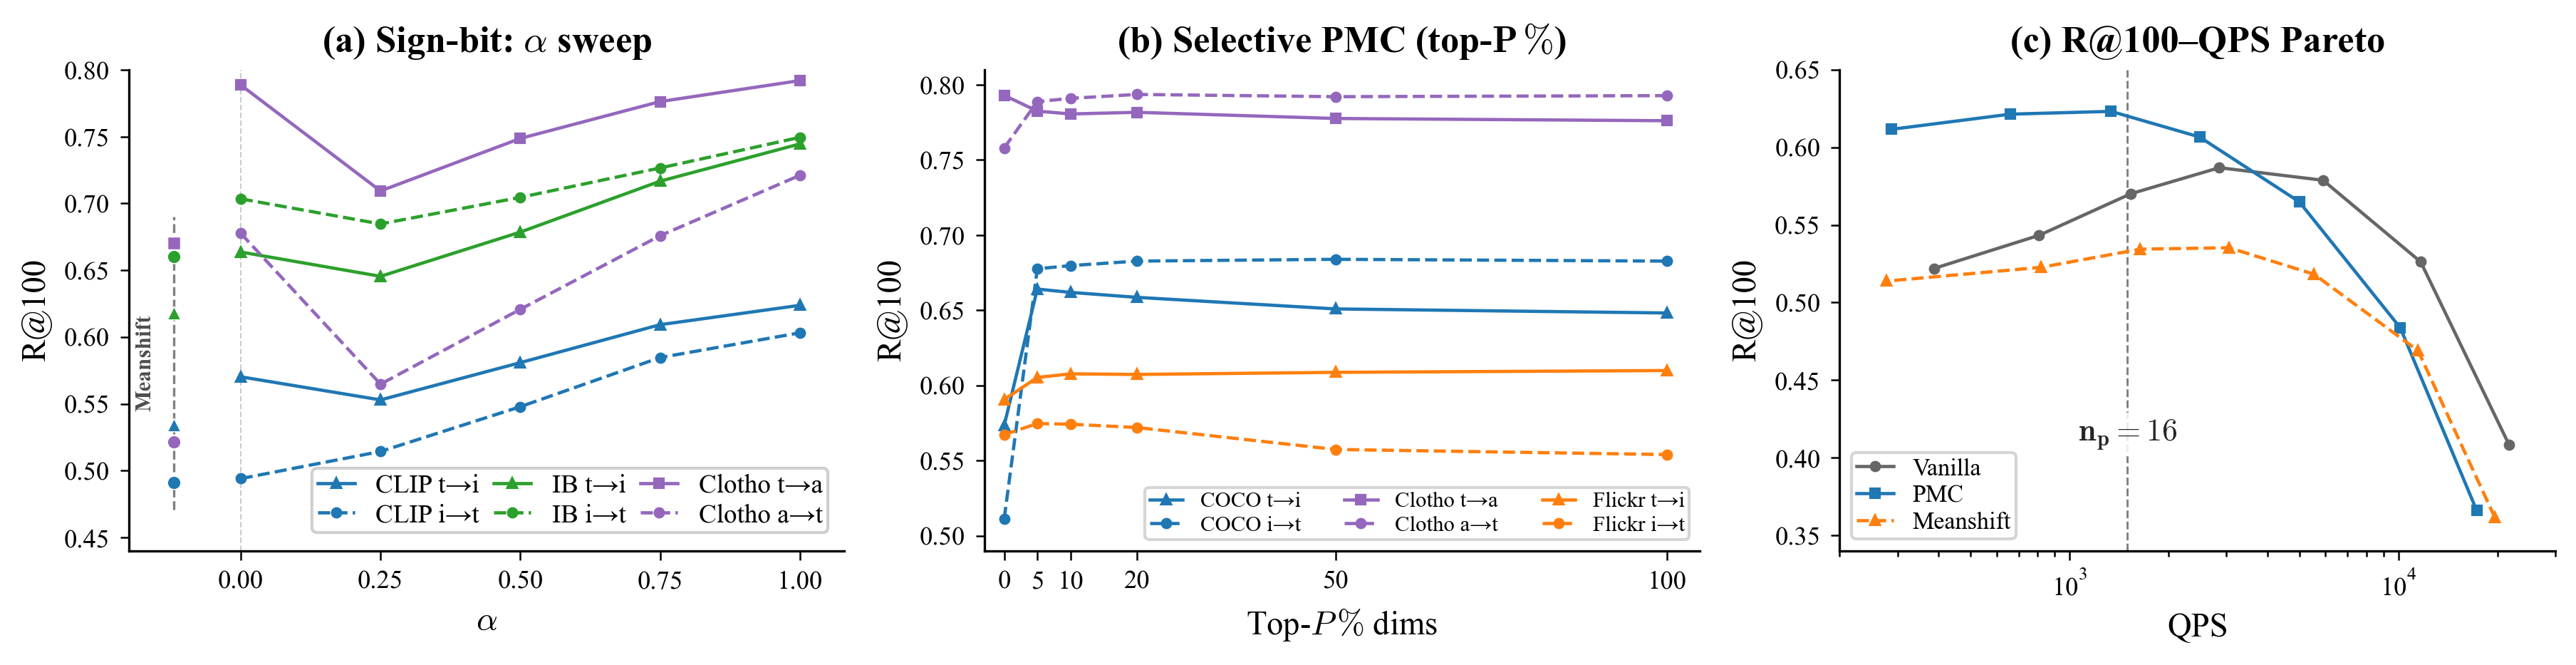 (a) Sign-bit: α sweep
R@100
0.80
0.75
0.70
0.65
0.60
0.55
0.50
0.45
Meanshift
CLIP t→i
IB t→i
Clotho t→a
CLIP i→t
IB i→t
Clotho a→t
0.00 0.25 0.50 0.75 1.00
α
(b) Selective PMC (top-P %)
R@100
0.80
0.75
0.70
0.65
0.60
0.55
0.50
COCO t→i
Clotho t→a
Flickr t→i
COCO i→t
Clotho a→t
Flickr i→t
0 5 10 20 50 100
Top-P% dims
(c) R@100–QPS Pareto
R@100
0.65
0.60
0.55
0.50
0.45
0.40
0.35
n_p = 16
Vanilla
PMC
Meanshift
10³ 10⁴
QPS